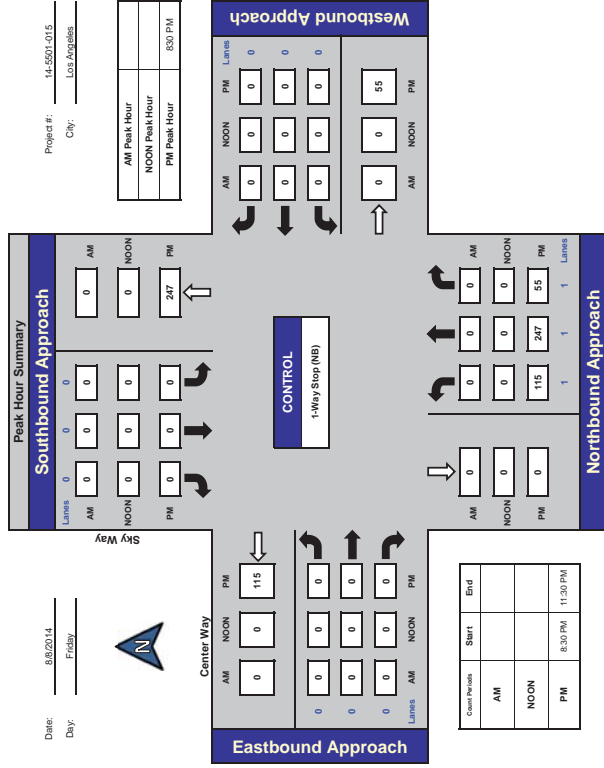 Peak Hour Summary
Southbound Approach
Project #: 14-5501-015
City: Los Angeles
Date: 8/8/2014
Day: Friday
AM Peak Hour
NOON Peak Hour
PM Peak Hour 830 PM
Lanes 0 0 0
AM 0 0 0 0 AM
NOON 0 0 0 0 NOON
PM 0 0 0 247 PM
Sky Way
N
Center Way
Westbound Approach
AM NOON PM Lanes
0 0 0 0
0 0 0 0
0 0 0 0
0 0 55
AM NOON PM
CONTROL
1-Way Stop (NB)
AM NOON PM
0 0 115
0 0 0 0
0 0 0 0
0 0 0 0
Lanes AM NOON PM
Eastbound Approach
Count Periods Start End
AM
NOON
PM 8:30 PM 11:30 PM
AM 0 0 0 0 AM
NOON 0 0 0 0 NOON
PM 0 115 247 55 PM
1 1 1 Lanes
Northbound Approach